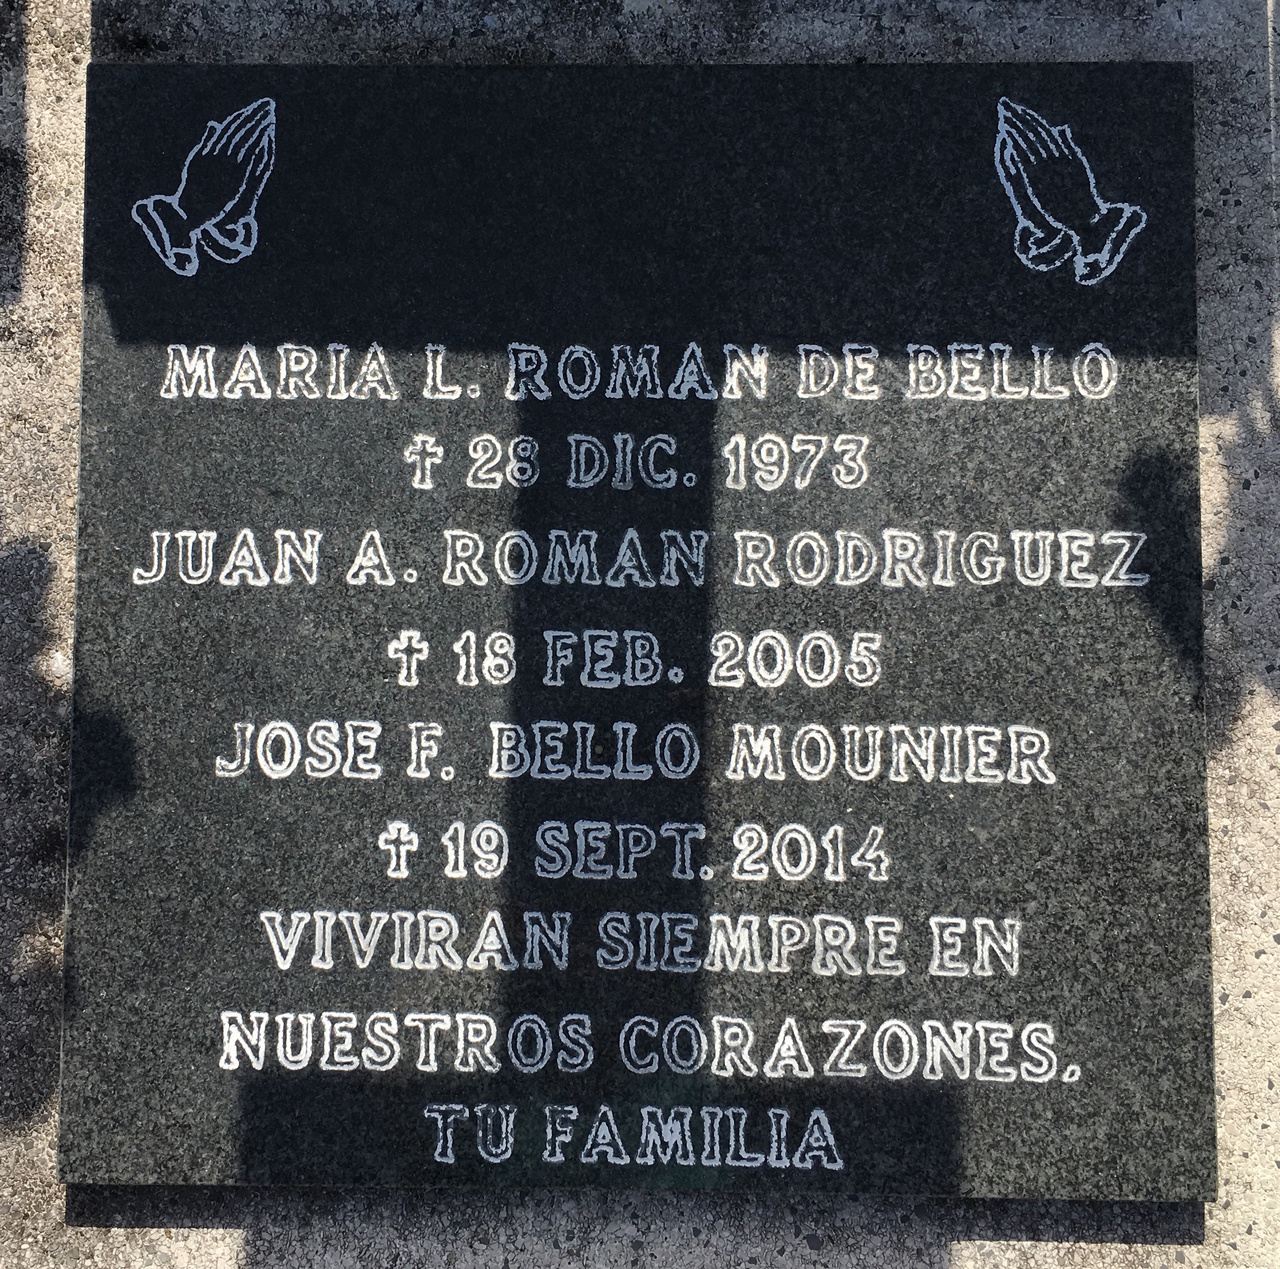 MARIA L. ROMAN DE BELLO
✝ 28 DIC. 1973
JUAN A. ROMAN RODRIGUEZ
✝ 18 FEB. 2005
JOSE F. BELLO MOUNIER
✝ 19 SEPT. 2014
VIVIRAN SIEMPRE EN
NUESTROS CORAZONES.
TU FAMILIA